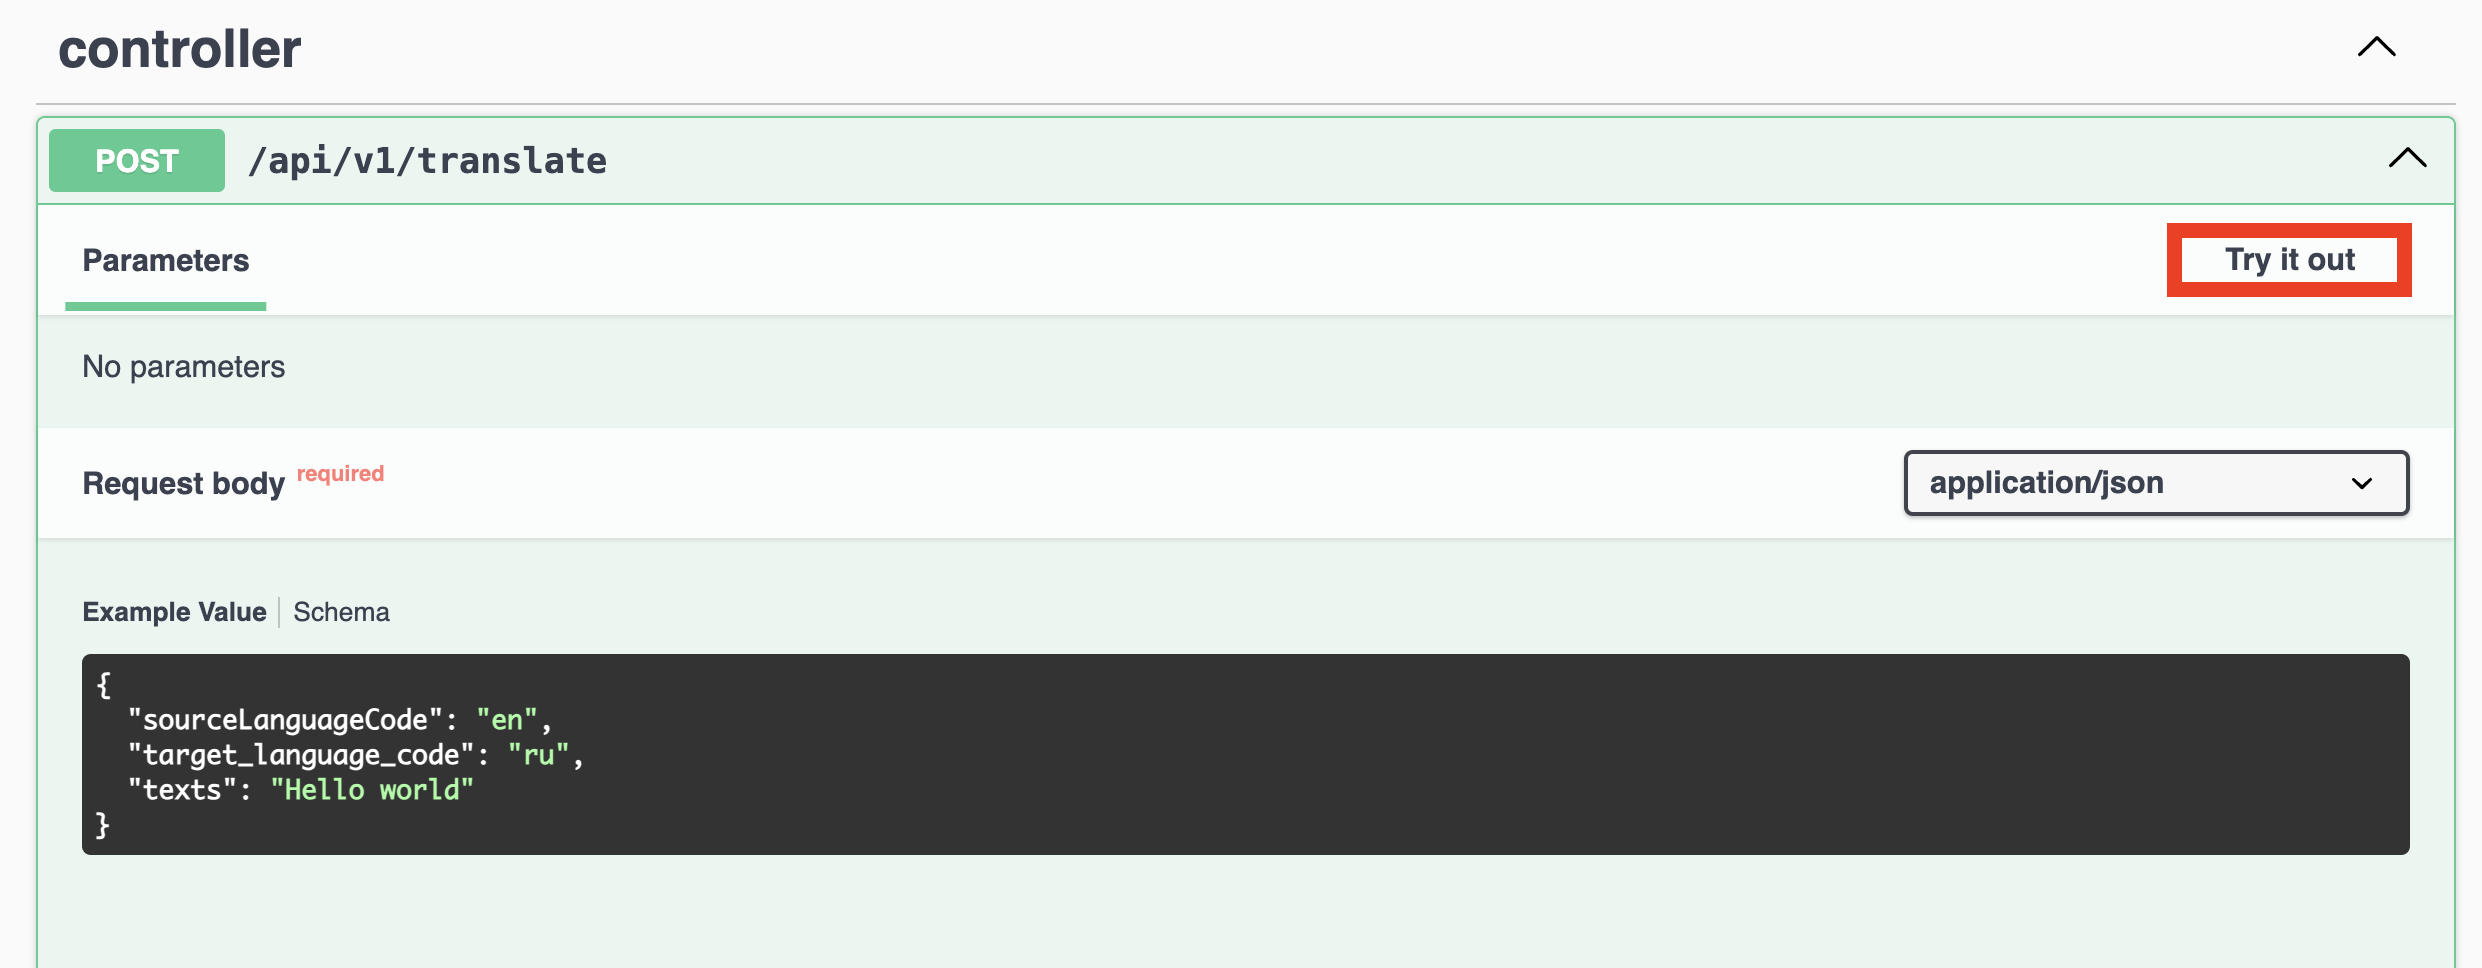 controller
POST /api/v1/translate
Parameters
Try it out
No parameters
Request body required
application/json
Example Value | Schema
{
  "sourceLanguageCode": "en",
  "target_language_code": "ru",
  "texts": "Hello world"
}